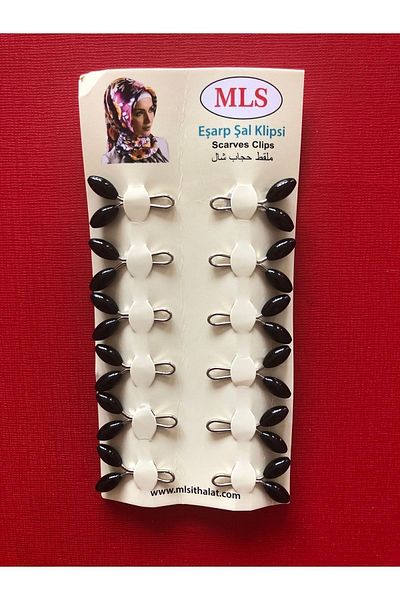 MLS
Eşarp Şal Klipsi
Scarves Clips
ملقط حجاب شال
www.mlsithalat.com